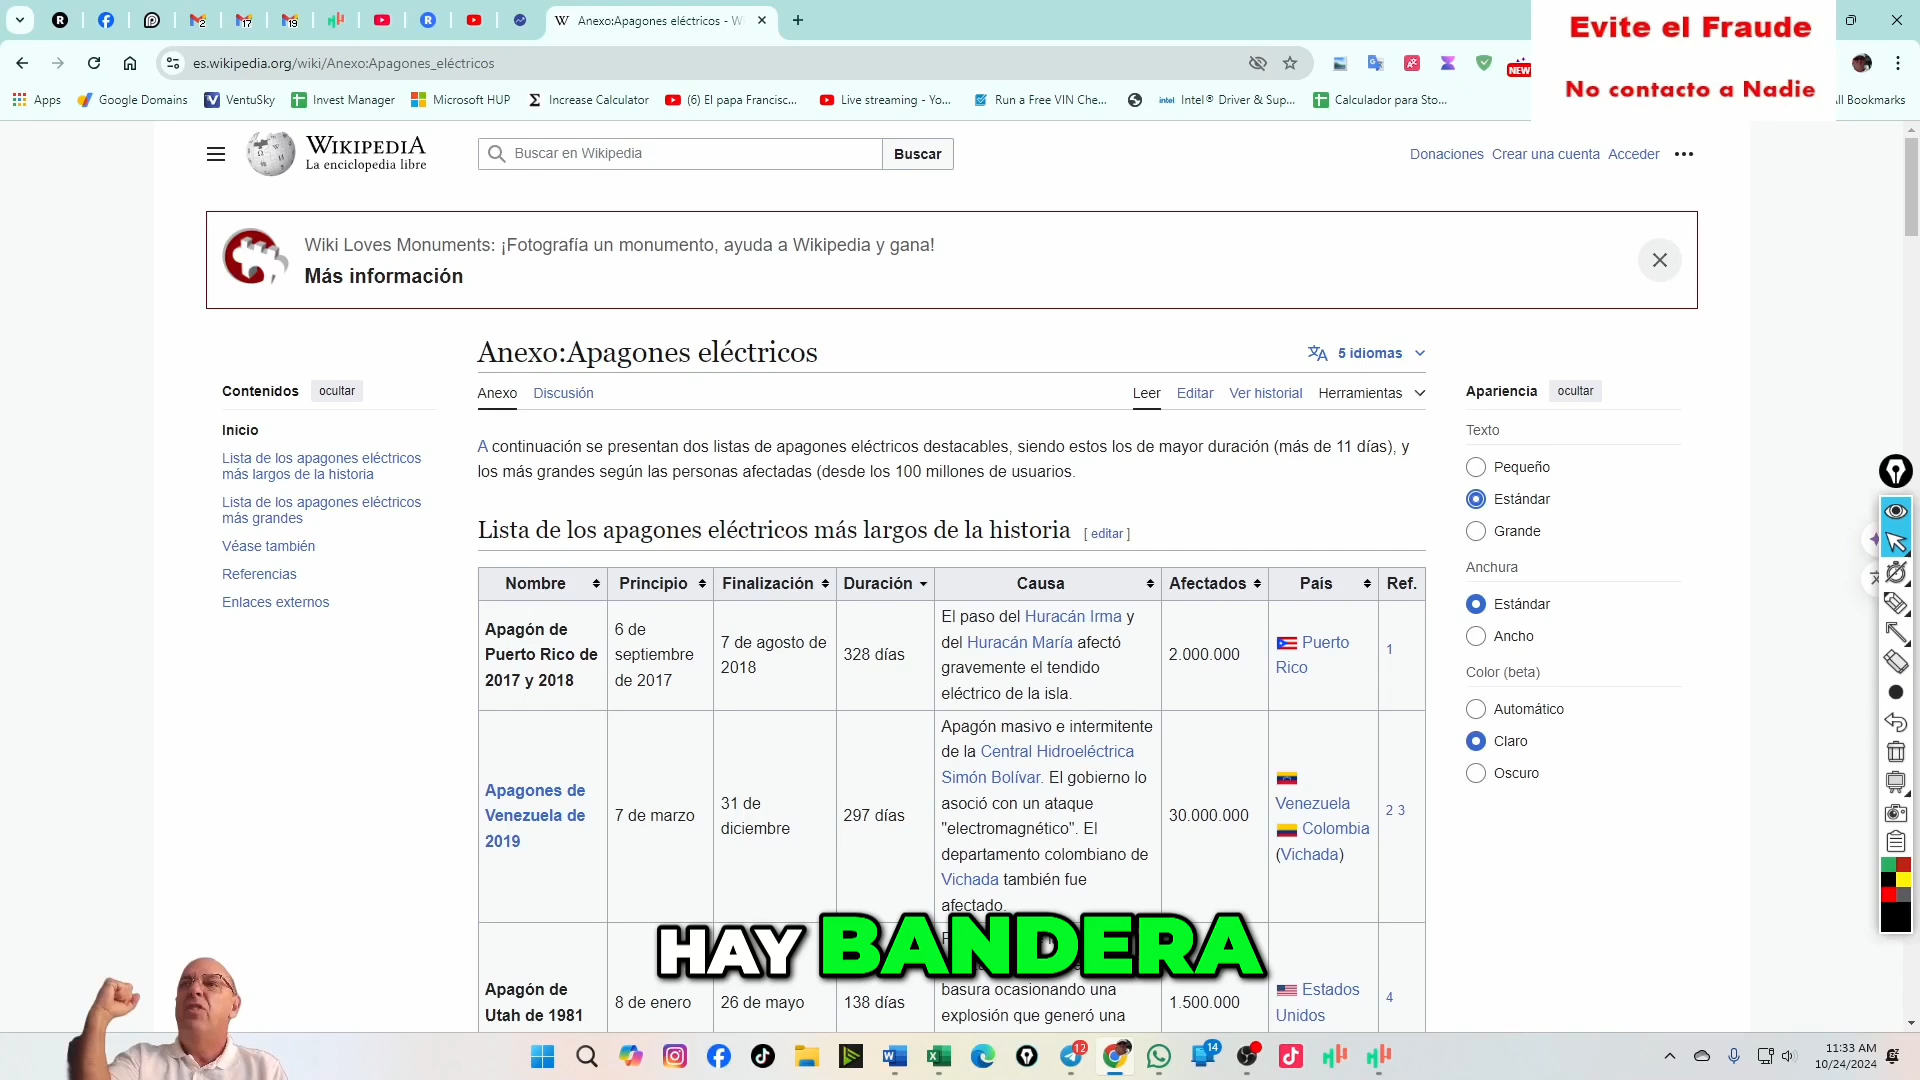 Anexo:Apagones eléctricos - W
Evite el Fraude
No contacto a Nadie
es.wikipedia.org/wiki/Anexo:Apagones_eléctricos
NEW
Apps
Google Domains
VentuSky
Invest Manager
Microsoft HUP
Increase Calculator
(6) El papa Francisc...
Live streaming - Yo...
Run a Free VIN Che...
Intel® Driver & Sup...
Calculador para Sto...
All Bookmarks
WIKIPEDIA
La enciclopedia libre
Buscar en Wikipedia
Buscar
Donaciones
Crear una cuenta
Acceder
Wiki Loves Monuments: ¡Fotografía un monumento, ayuda a Wikipedia y gana!
Más información
Anexo:Apagones eléctricos
5 idiomas
Contenidos
ocultar
Inicio
Lista de los apagones eléctricos
más largos de la historia
Lista de los apagones eléctricos
más grandes
Véase también
Referencias
Enlaces externos
Anexo
Discusión
Leer
Editar
Ver historial
Herramientas
A continuación se presentan dos listas de apagones eléctricos destacables, siendo estos los de mayor duración (más de 11 días), y
los más grandes según las personas afectadas (desde los 100 millones de usuarios.
Lista de los apagones eléctricos más largos de la historia [ editar ]
Nombre
Principio
Finalización
Duración
Causa
Afectados
País
Ref.
Apagón de
Puerto Rico de
2017 y 2018
6 de
septiembre
de 2017
7 de agosto de
2018
328 días
El paso del Huracán Irma y
del Huracán María afectó
gravemente el tendido
eléctrico de la isla.
2.000.000
Puerto
Rico
1
Apagones de
Venezuela de
2019
7 de marzo
31 de
diciembre
297 días
Apagón masivo e intermitente
de la Central Hidroeléctrica
Simón Bolívar. El gobierno lo
asoció con un ataque
"electromagnético". El
departamento colombiano de
Vichada también fue
afectado.
30.000.000
Venezuela
Colombia
(Vichada)
2 3
Apagón de
Utah de 1981
8 de enero
26 de mayo
138 días
basura ocasionando una
explosión que generó una
1.500.000
Estados
Unidos
4
Apariencia
ocultar
Texto
Pequeño
Estándar
Grande
Anchura
Estándar
Ancho
Color (beta)
Automático
Claro
Oscuro
HAY BANDERA
12
14
11:33 AM
10/24/2024